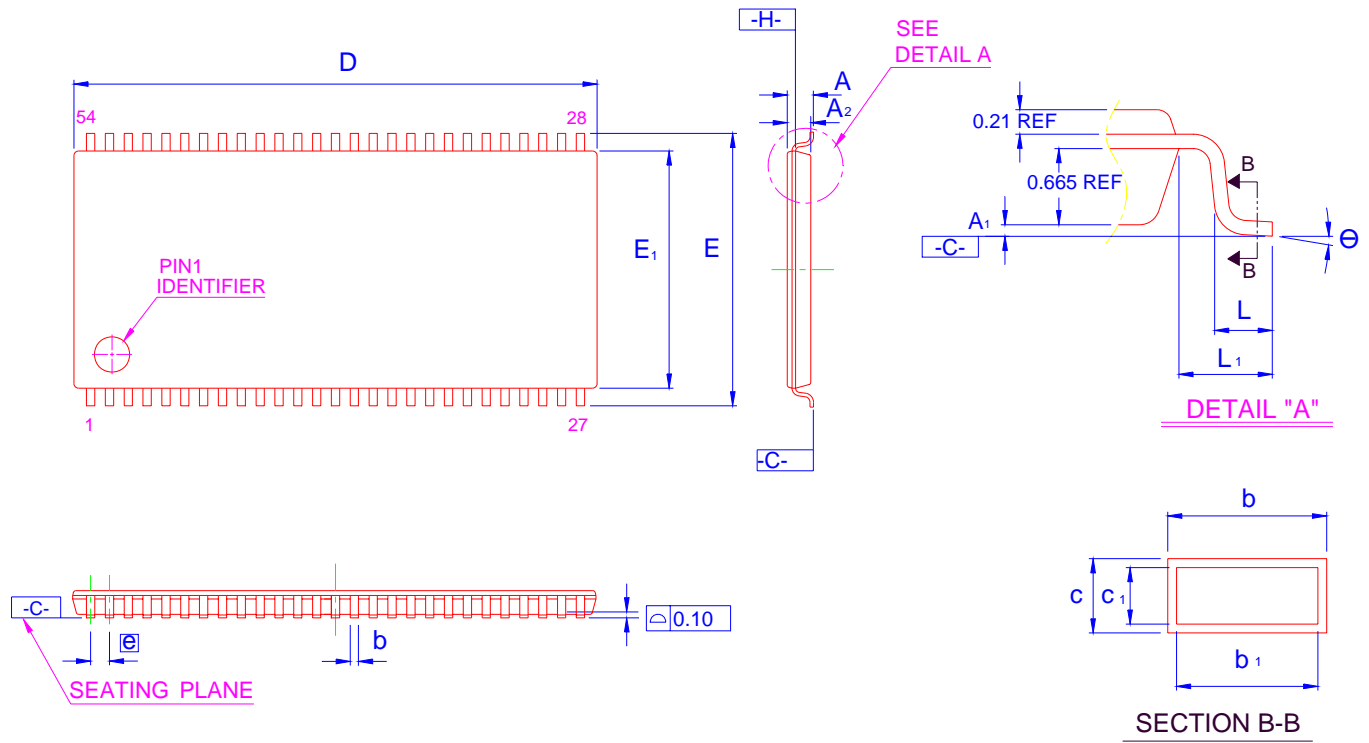 -H-
SEE
DETAIL A
D
A
A2
54
28
0.21 REF
B
0.665 REF
E1
E
A1
-C-
Θ
B
PIN1
IDENTIFIER
L
L1
1
27
DETAIL "A"
-C-
b
c
c1
-C-
0.10
e
b
b1
SEATING PLANE
SECTION B-B